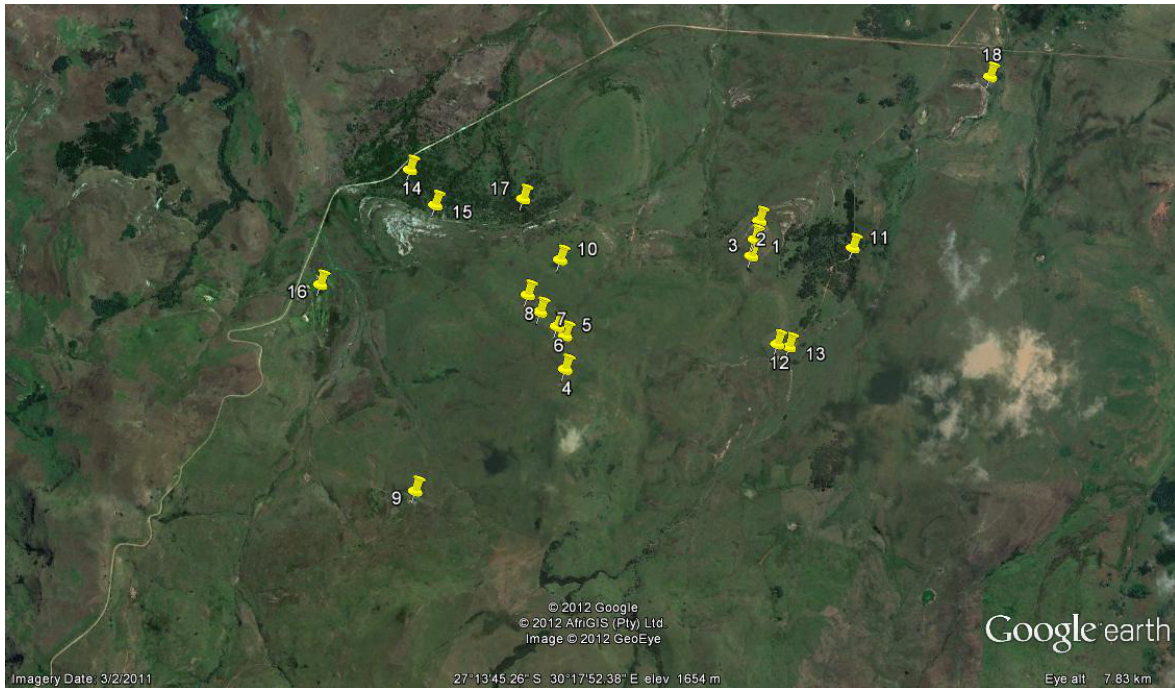 18
14
17
15
2
3
1
11
10
16
8
7
5
6
12
13
4
9
© 2012 Google
© 2012 AfriGIS (Pty) Ltd
Image © 2012 GeoEye
Google earth
Imagery Date: 3/2/2011
27°13'45.26" S 30°17'52.38" E elev 1654 m
Eye alt 7.83 km